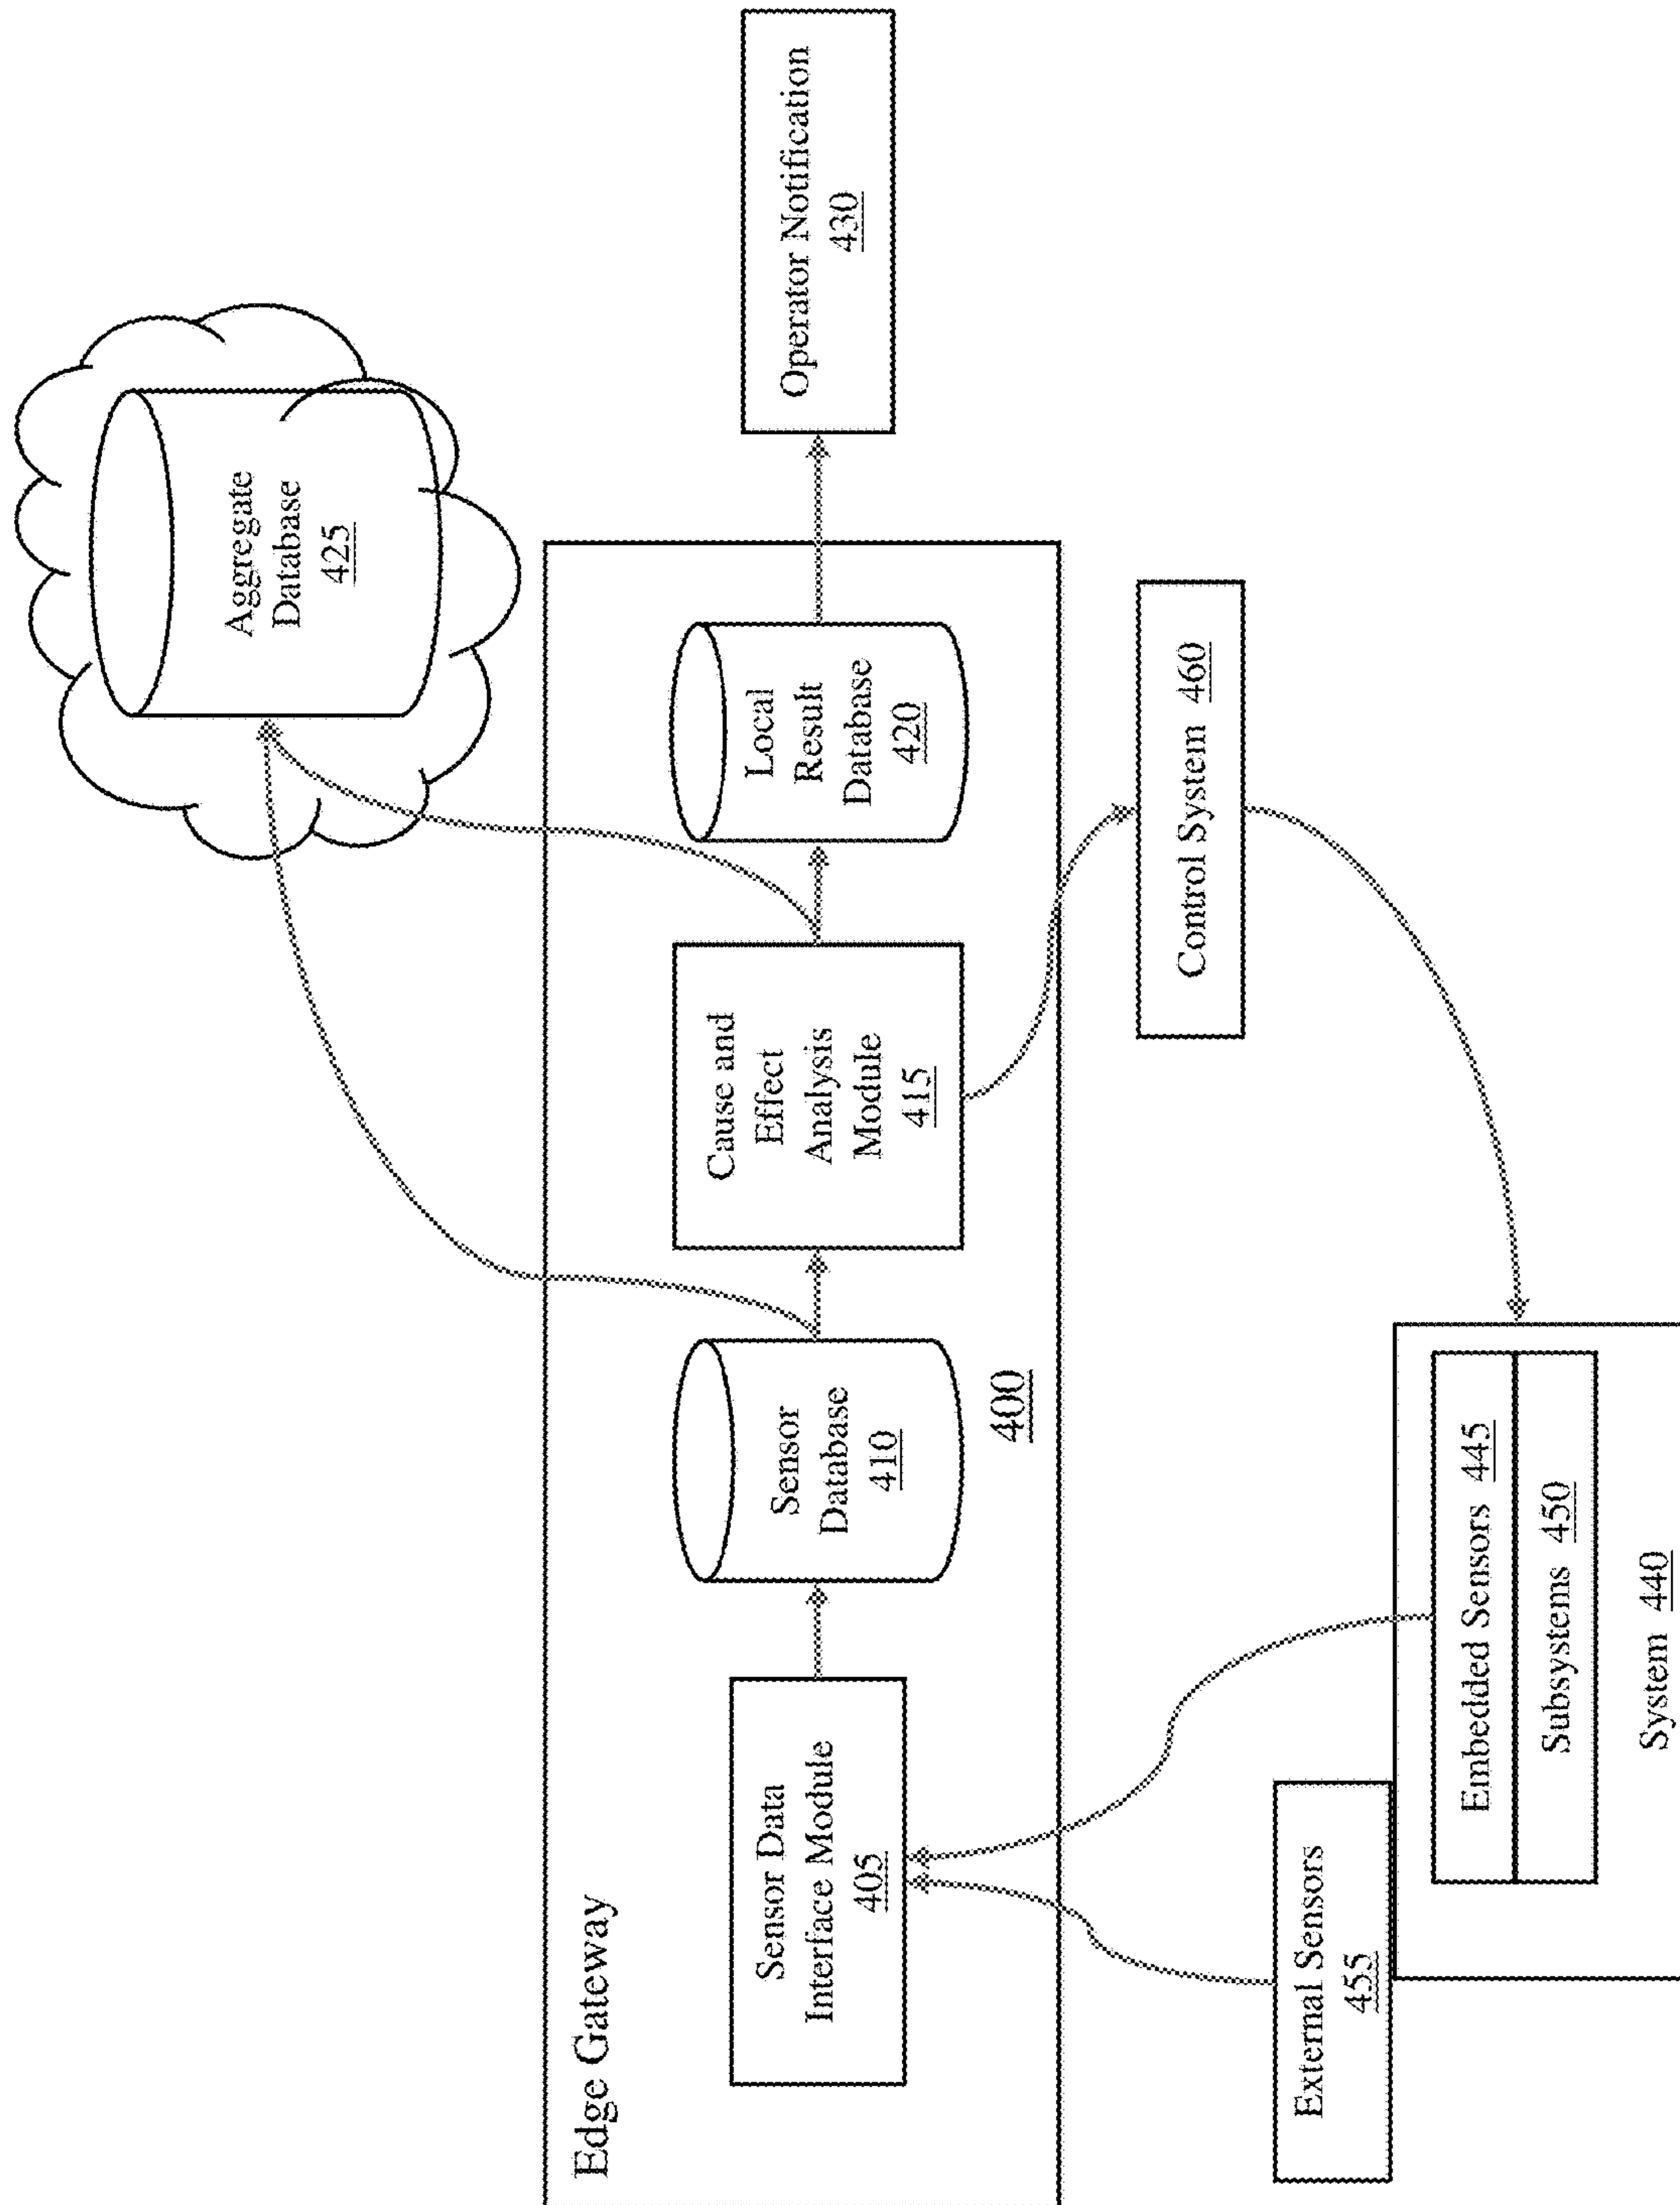 Aggregate
Database
425
Edge Gateway
Sensor Data
Interface Module
405
Sensor
Database
410
Cause and
Effect
Analysis
Module
415
Local
Result
Database
420
Operator Notification
430
400
Control System 460
External Sensors
455
Embedded Sensors 445
Subsystems 450
System 440